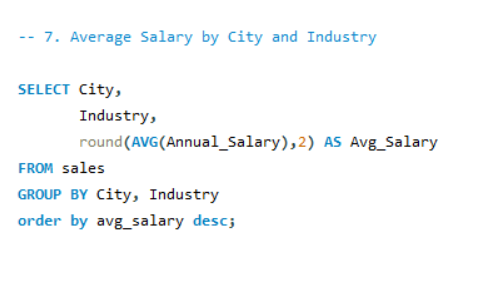 -- 7. Average Salary by City and Industry
SELECT City,
Industry,
round(AVG(Annual_Salary),2) AS Avg_Salary
FROM sales
GROUP BY City, Industry
order by avg_salary desc;